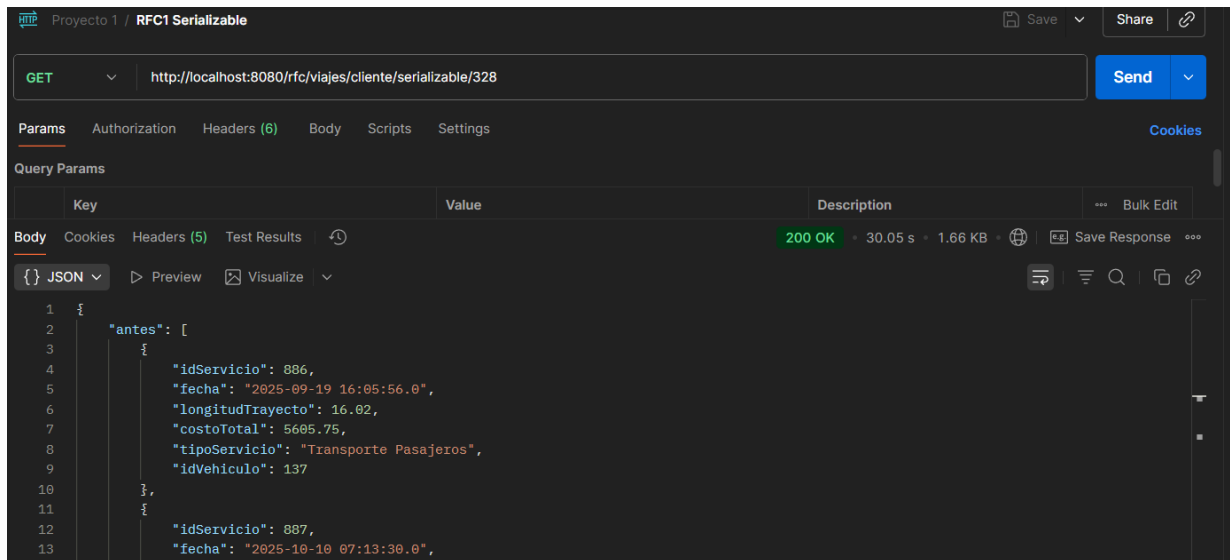 HTTP Proyecto 1 / RFC1 Serializable Save Share
GET http://localhost:8080/rfc/viajes/cliente/serializable/328 Send
Params Authorization Headers (6) Body Scripts Settings Cookies
Query Params
Key Value Description Bulk Edit
Body Cookies Headers (5) Test Results 200 OK 30.05 s 1.66 KB e.g. Save Response
{} JSON Preview Visualize
1 {
2 "antes": [
3 {
4 "idServicio": 886,
5 "fecha": "2025-09-19 16:05:56.0",
6 "longitudTrayecto": 16.02,
7 "costoTotal": 5605.75,
8 "tipoServicio": "Transporte Pasajeros",
9 "idVehiculo": 137
10 },
11 {
12 "idServicio": 887,
13 "fecha": "2025-10-10 07:13:30.0",